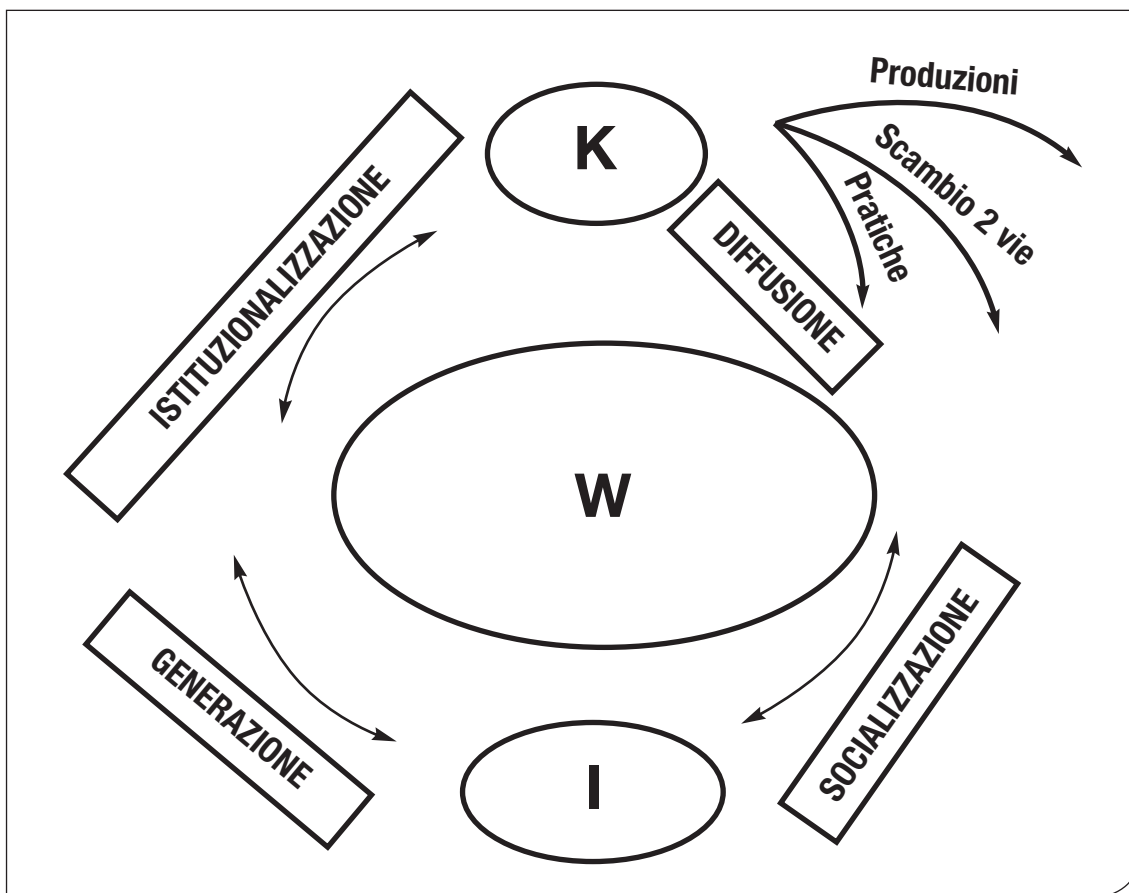 Produzioni
K
Scambio 2 vie
Pratiche
ISTITUZIONALIZZAZIONE
DIFFUSIONE
W
GENERAZIONE
SOCIALIZZAZIONE
I